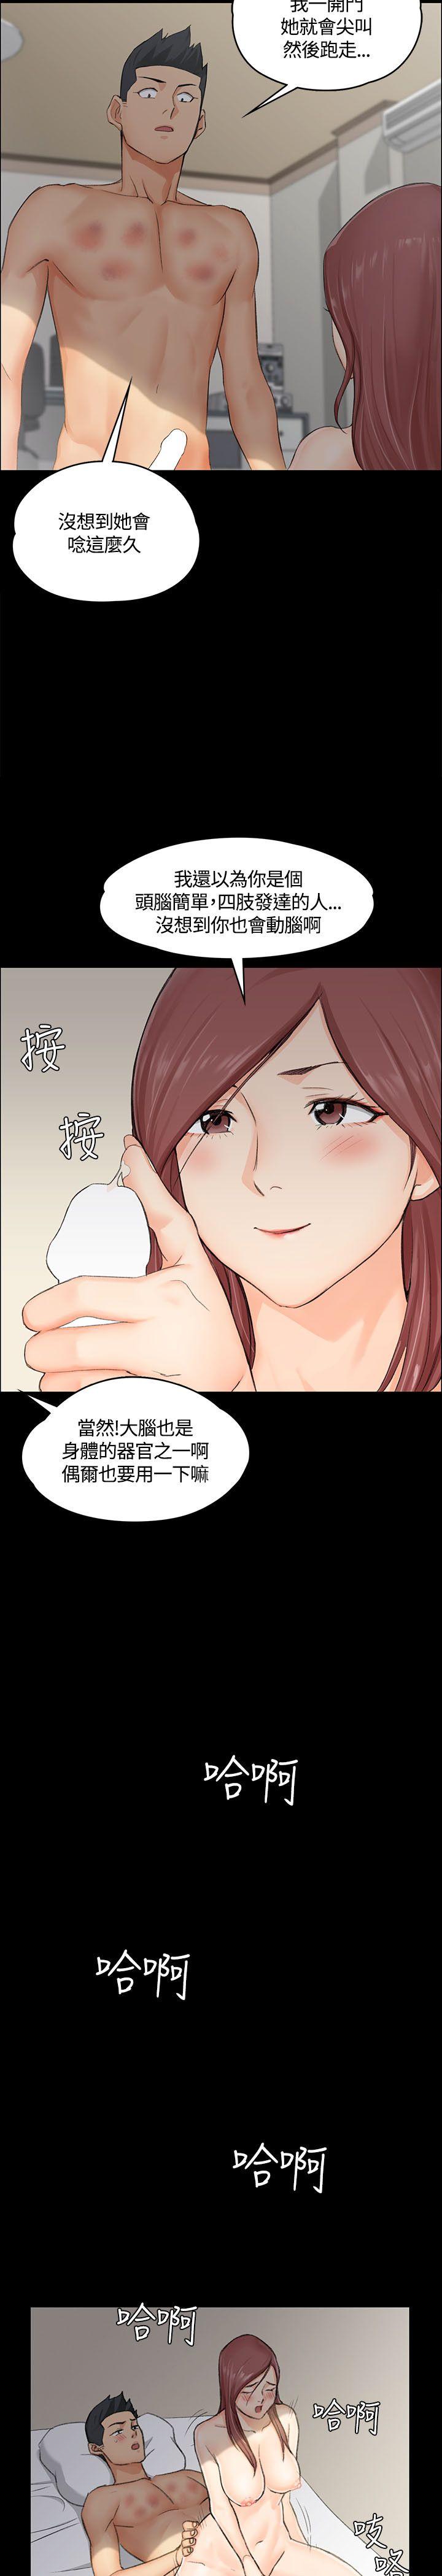 我一開門
她就會尖叫
然後跑走...
沒想到她會
唸這麼久
我還以為你是個
頭腦簡單，四肢發達的人...
沒想到你也會動腦啊
按
按
當然!大腦也是
身體的器官之一啊
偶爾也要用一下嘛
哈啊
哈啊
哈啊
哈啊
哈啊
吱
咯